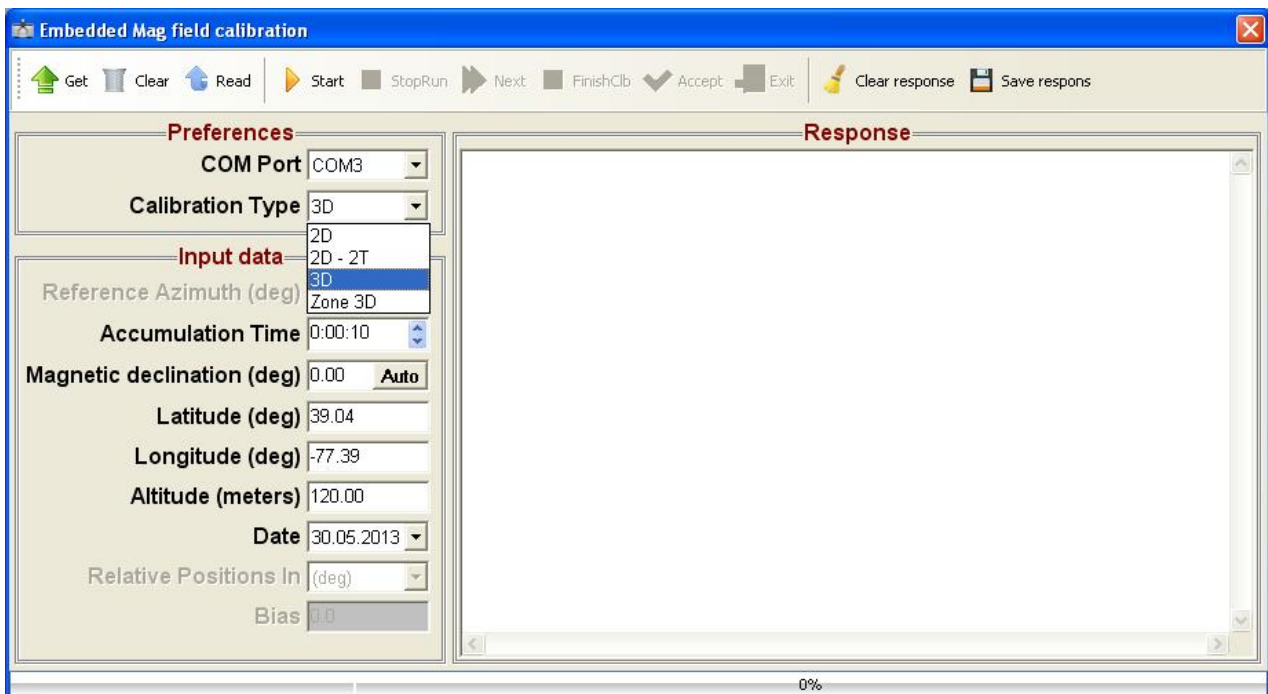 Embedded Mag field calibration
Get Clear Read Start StopRun Next FinishClb Accept Exit Clear response Save respons
Preferences
COM Port COM3
Calibration Type 3D
2D
2D - 2T
3D
Zone 3D
Input data
Reference Azimuth (deg)
Accumulation Time 0:00:10
Magnetic declination (deg) 0.00 Auto
Latitude (deg) 39.04
Longitude (deg) -77.39
Altitude (meters) 120.00
Date 30.05.2013
Relative Positions In (deg)
Bias 0.0
Response
0%